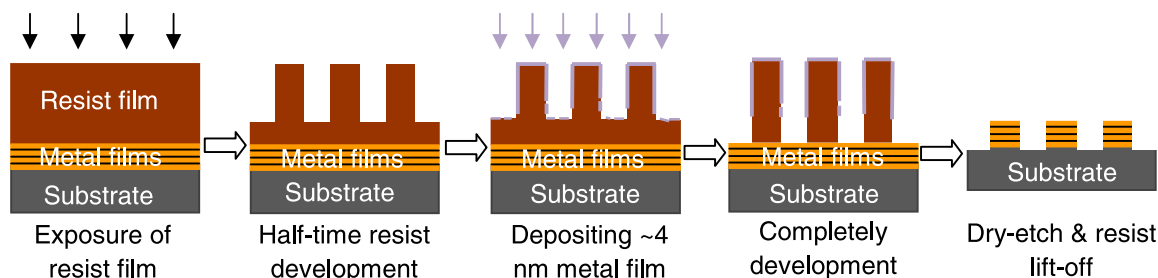 Resist film
Metal films
Substrate
Exposure of
resist film
Metal films
Substrate
Half-time resist
development
Metal films
Substrate
Depositing ~4
nm metal film
Metal films
Substrate
Completely
development
Substrate
Dry-etch & resist
lift-off